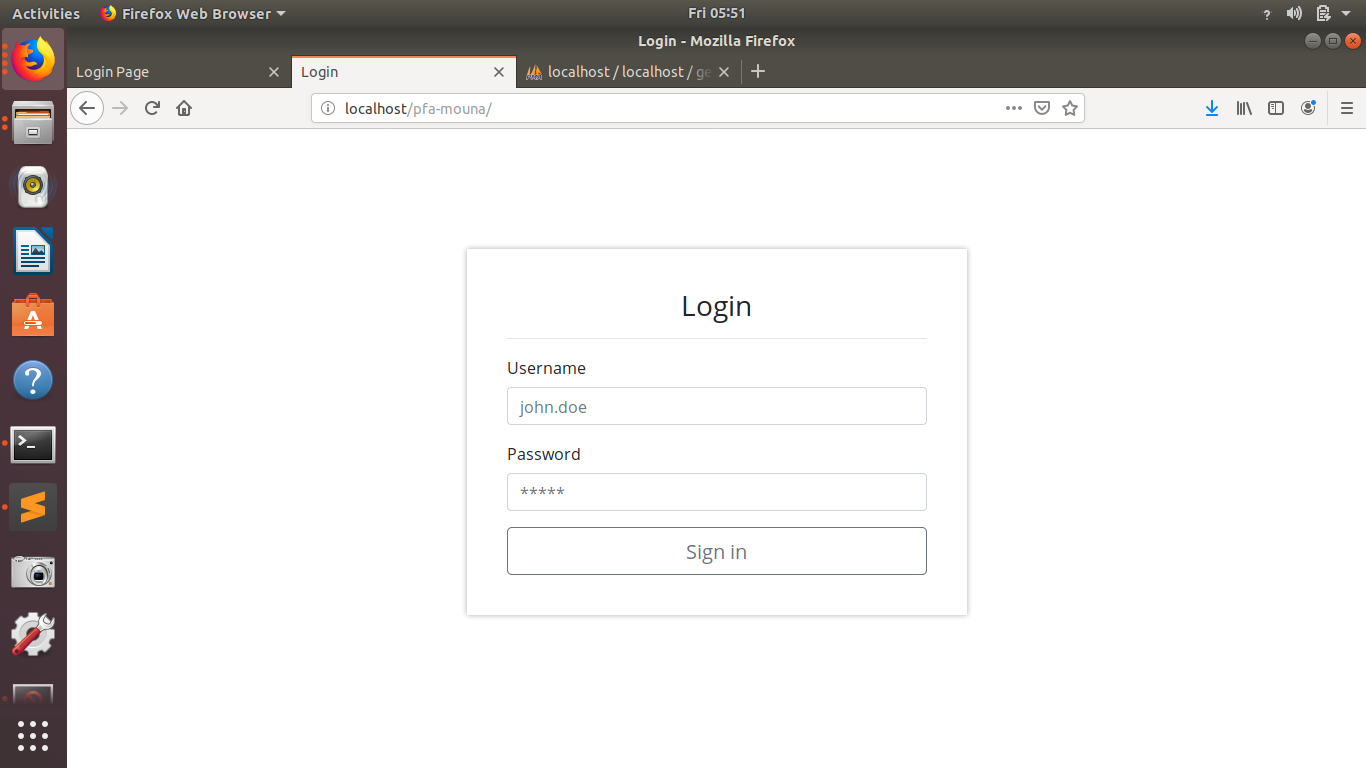 Activities Firefox Web Browser Fri 05:51
Login - Mozilla Firefox
Login Page Login localhost / localhost / ge
localhost/pfa-mouna/
Login
Username
john.doe
Password
*****
Sign in